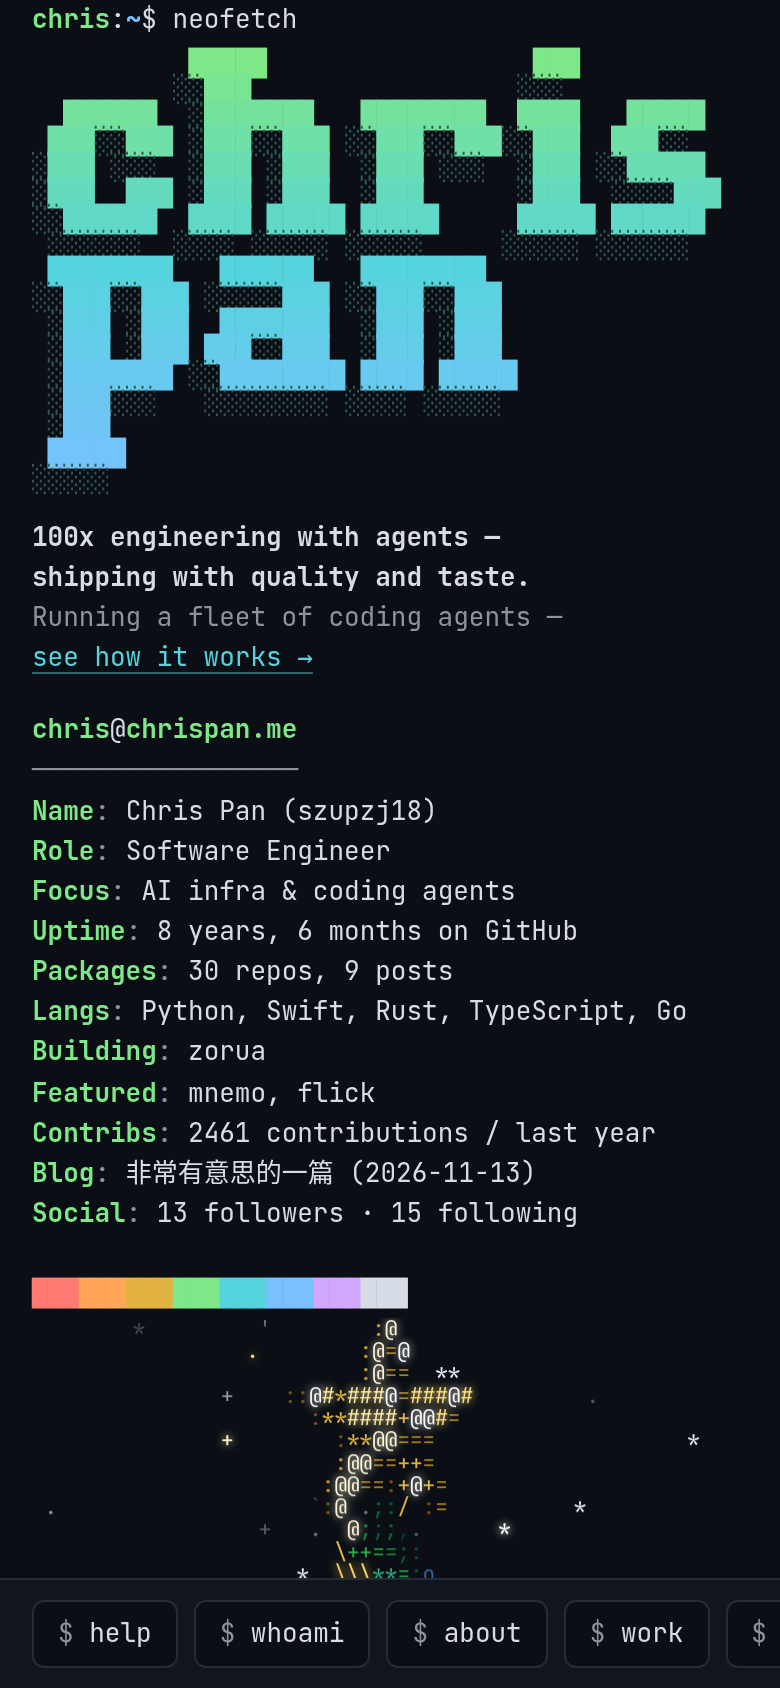 chris:~$ neofetch
chris
pan
100x engineering with agents —
shipping with quality and taste.
Running a fleet of coding agents —
see how it works →
chris@chrispan.me
Name: Chris Pan (szupzj18)
Role: Software Engineer
Focus: AI infra & coding agents
Uptime: 8 years, 6 months on GitHub
Packages: 30 repos, 9 posts
Langs: Python, Swift, Rust, TypeScript, Go
Building: zorua
Featured: mnemo, flick
Contribs: 2461 contributions / last year
Blog: 非常有意思的一篇 (2026-11-13)
Social: 13 followers · 15 following
$ help
$ whoami
$ about
$ work
$